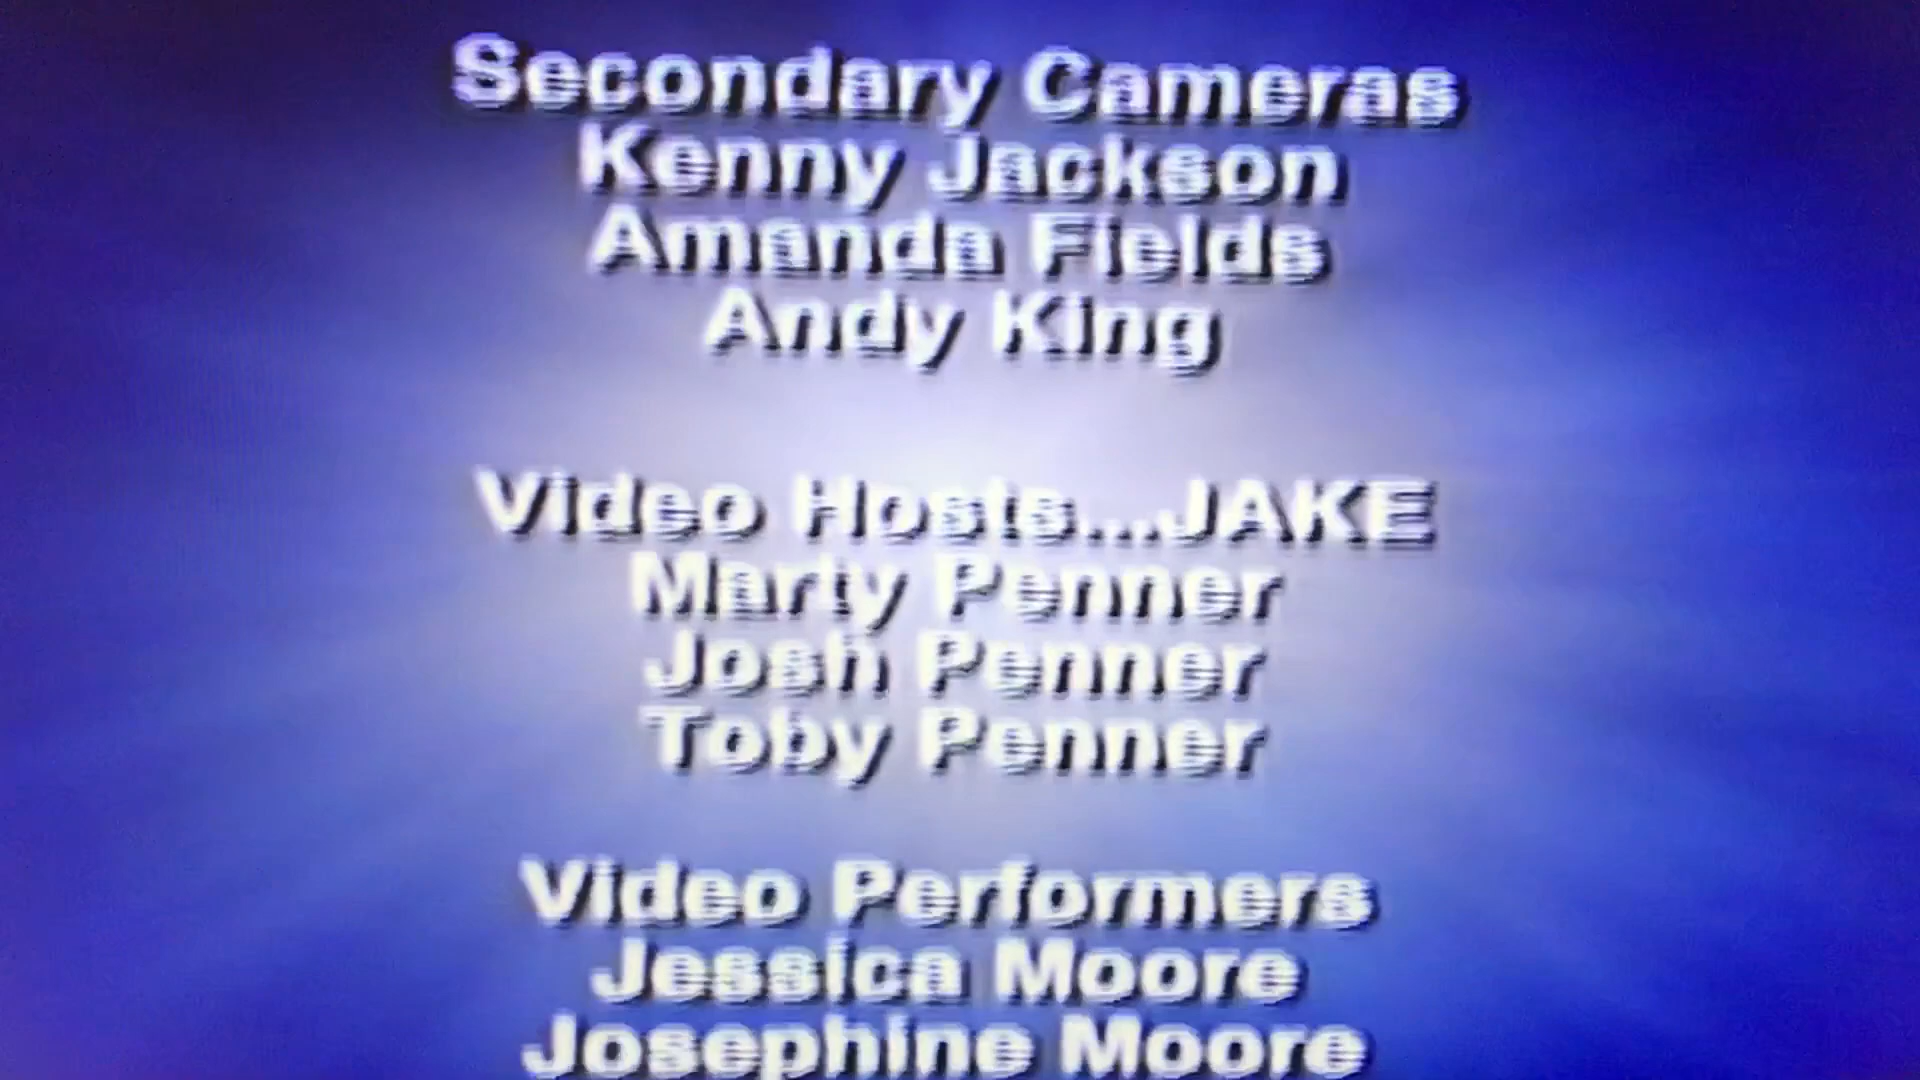 Secondary Cameras
Kenny Jackson
Amanda Fields
Andy King
Video Hosts...JAKE
Marty Penner
Josh Penner
Toby Penner
Video Performers
Jessica Moore
Josephine Moore